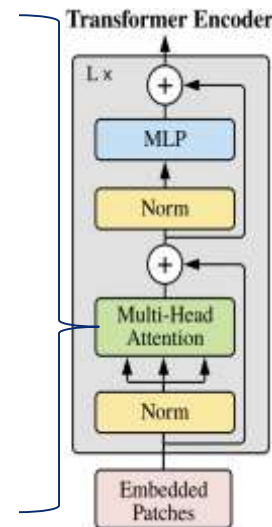 Transformer Encoder
L x
+
MLP
Norm
+
Multi-Head
Attention
Norm
Embedded
Patches